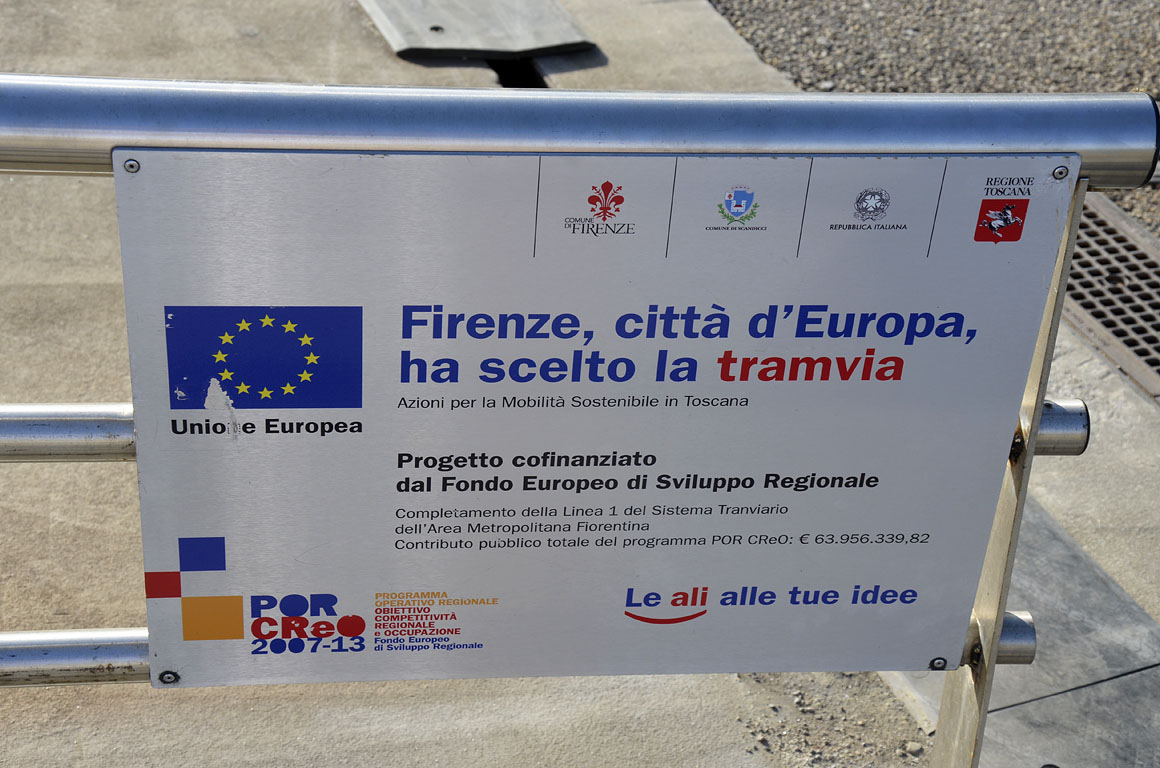 COMUNE
DI FIRENZE
COMUNE DI SCANDICCI
REPUBBLICA ITALIANA
REGIONE
TOSCANA
Unione Europea
Firenze, città d'Europa,
ha scelto la tramvia
Azioni per la Mobilità Sostenibile in Toscana
Progetto cofinanziato
dal Fondo Europeo di Sviluppo Regionale
Completamento della Linea 1 del Sistema Tranviario
dell'Area Metropolitana Fiorentina
Contributo pubblico totale del programma POR CReO: € 63.956.339,82
POR
CReO
2007-13
PROGRAMMA
OPERATIVO REGIONALE
OBIETTIVO
COMPETITIVITÀ
REGIONALE
e OCCUPAZIONE
Fondo Europeo
di Sviluppo Regionale
Le ali alle tue idee